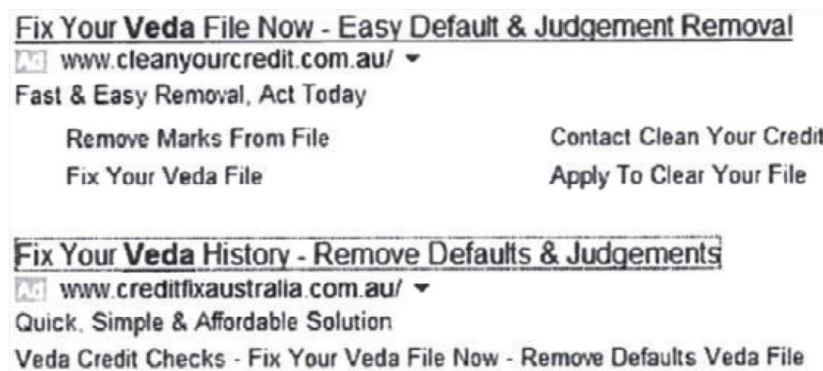 Fix Your Veda File Now - Easy Default & Judgement Removal
Ad www.cleanyourcredit.com.au/
Fast & Easy Removal, Act Today
Remove Marks From File Contact Clean Your Credit
Fix Your Veda File Apply To Clear Your File
Fix Your Veda History - Remove Defaults & Judgements
Ad www.creditfixaustralia.com.au/
Quick, Simple & Affordable Solution
Veda Credit Checks - Fix Your Veda File Now - Remove Defaults Veda File